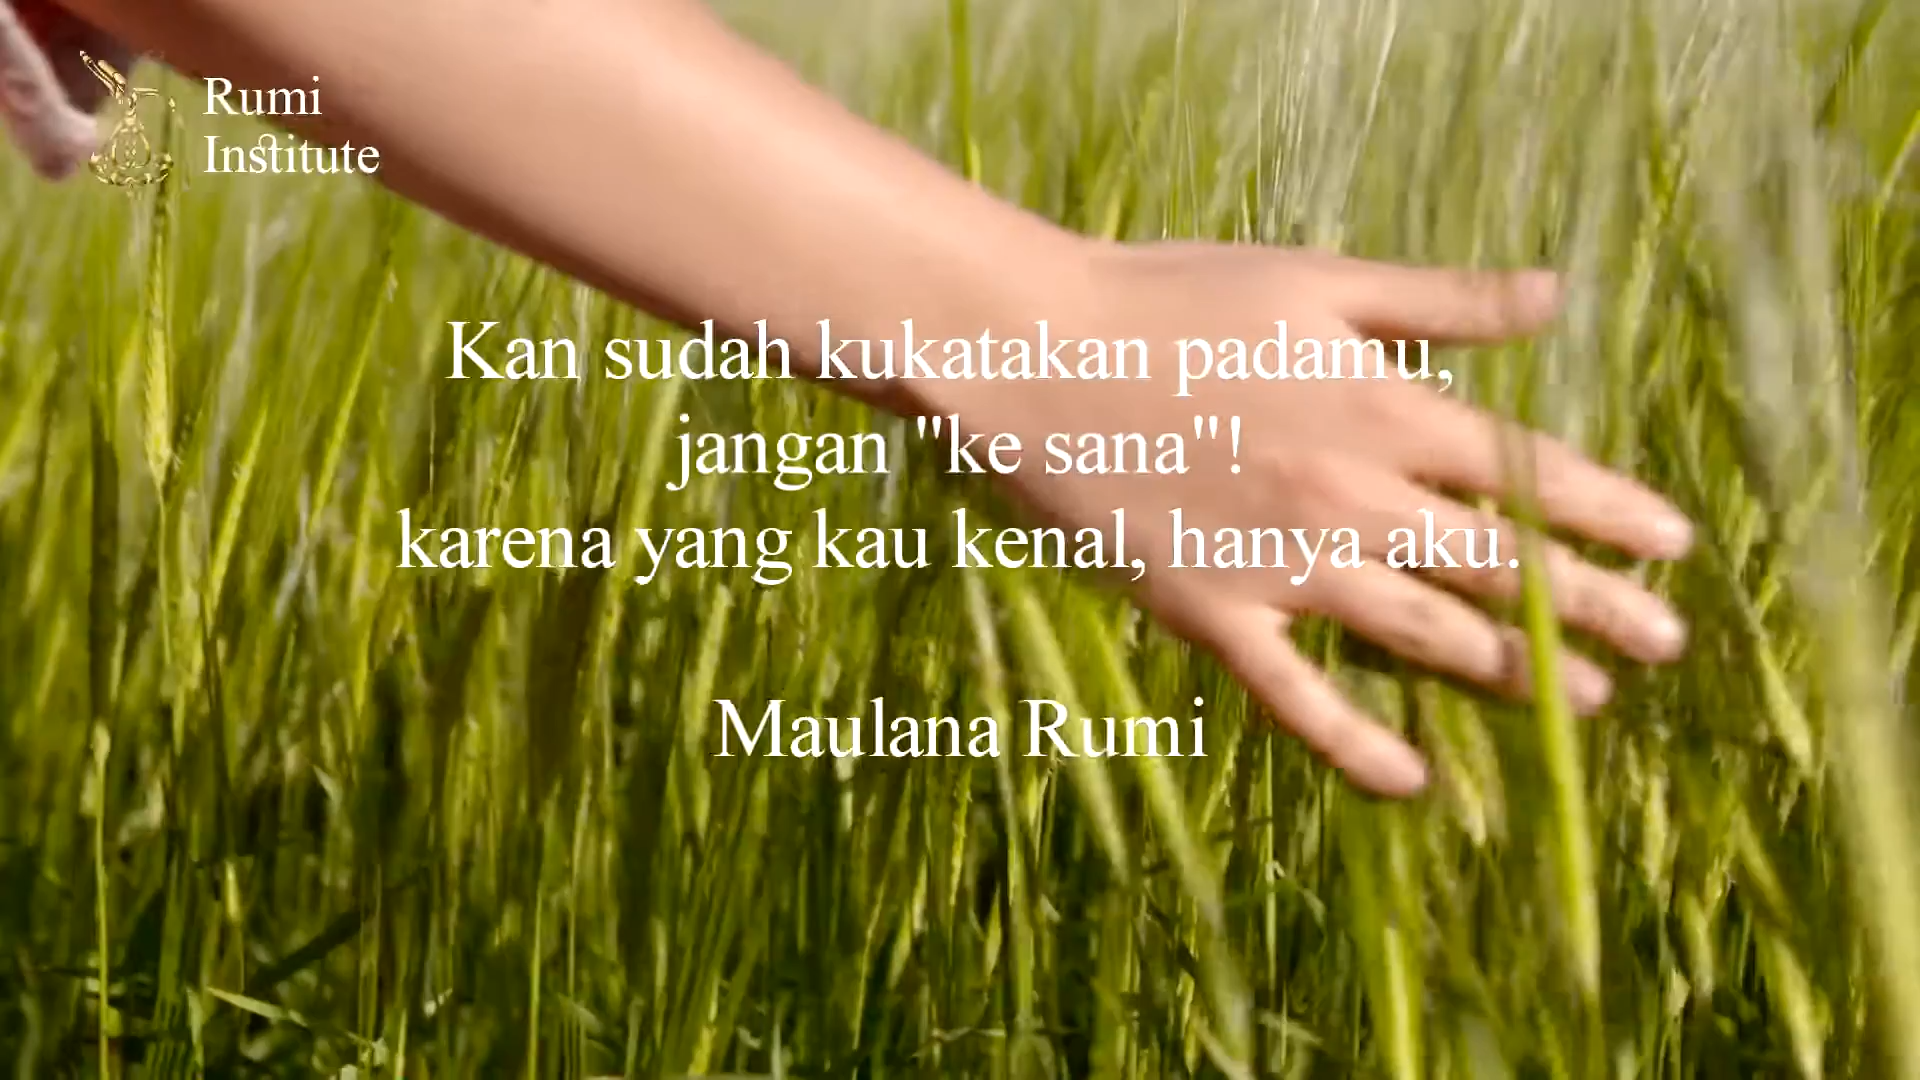 Rumi
Institute
Kan sudah kukatakan padamu,
jangan "ke sana"!
karena yang kau kenal, hanya aku.
Maulana Rumi